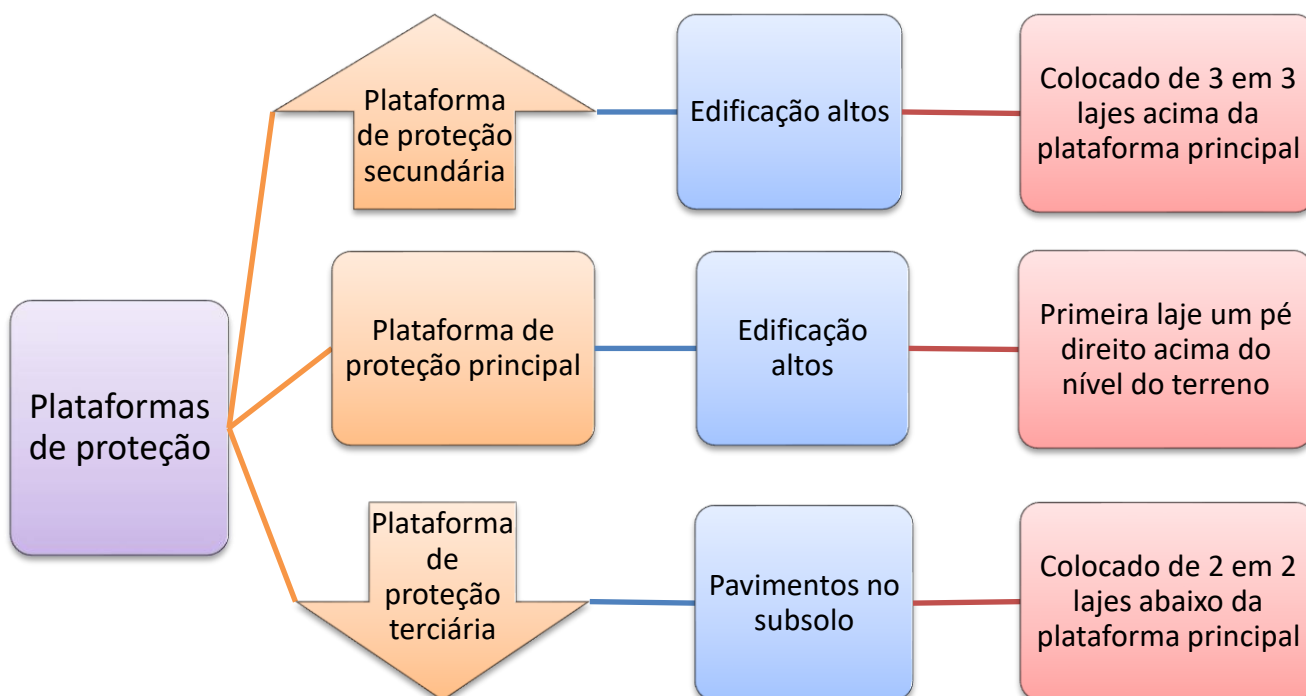 Plataformas
de proteção
Plataforma
de proteção
secundária
Edificação altos
Colocado de 3 em 3
lajes acima da
plataforma principal
Plataforma de
proteção principal
Edificação
altos
Primeira laje um pé
direito acima do
nível do terreno
Plataforma
de
proteção
terciária
Pavimentos no
subsolo
Colocado de 2 em 2
lajes abaixo da
plataforma principal